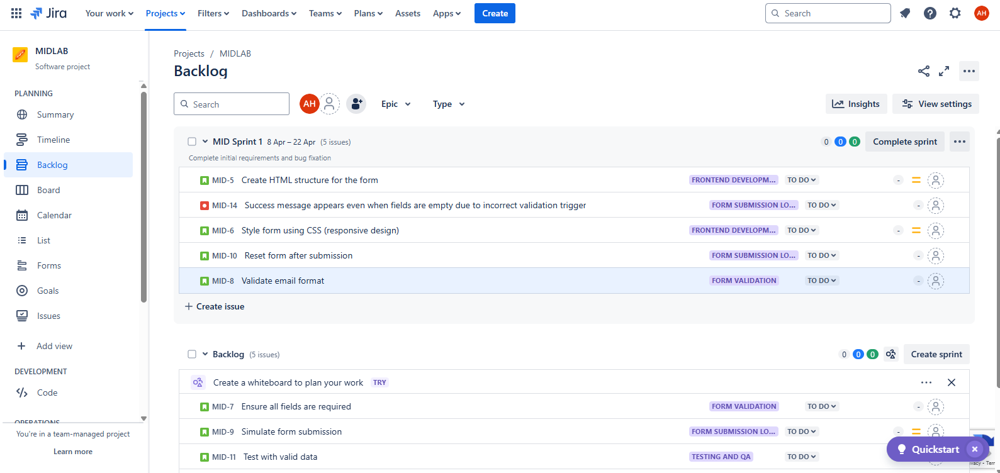 Jira Your work Projects Filters Dashboards Teams Plans Assets Apps Create Search AH
MIDLAB
Software project
PLANNING
Summary
Timeline
Backlog
Board
Calendar
List
Forms
Goals
Issues
Add view
DEVELOPMENT
Code
OPERATIONS
You're in a team-managed project
Learn more
Projects / MIDLAB
Backlog
Search AH Epic Type Insights View settings
MID Sprint 1 8 Apr – 22 Apr (5 issues) 0 0 0 Complete sprint
Complete initial requirements and bug fixation
MID-5 Create HTML structure for the form FRONTEND DEVELOPM... TO DO -
MID-14 Success message appears even when fields are empty due to incorrect validation trigger FORM SUBMISSION LO... TO DO -
MID-6 Style form using CSS (responsive design) FRONTEND DEVELOPM... TO DO -
MID-10 Reset form after submission FORM SUBMISSION LO... TO DO -
MID-8 Validate email format FORM VALIDATION TO DO -
Create issue
Backlog (5 issues) 0 0 0 Create sprint
Create a whiteboard to plan your work TRY
MID-7 Ensure all fields are required FORM VALIDATION TO DO -
MID-9 Simulate form submission FORM SUBMISSION LO... TO DO -
MID-11 Test with valid data TESTING AND QA TO DO
Quickstart